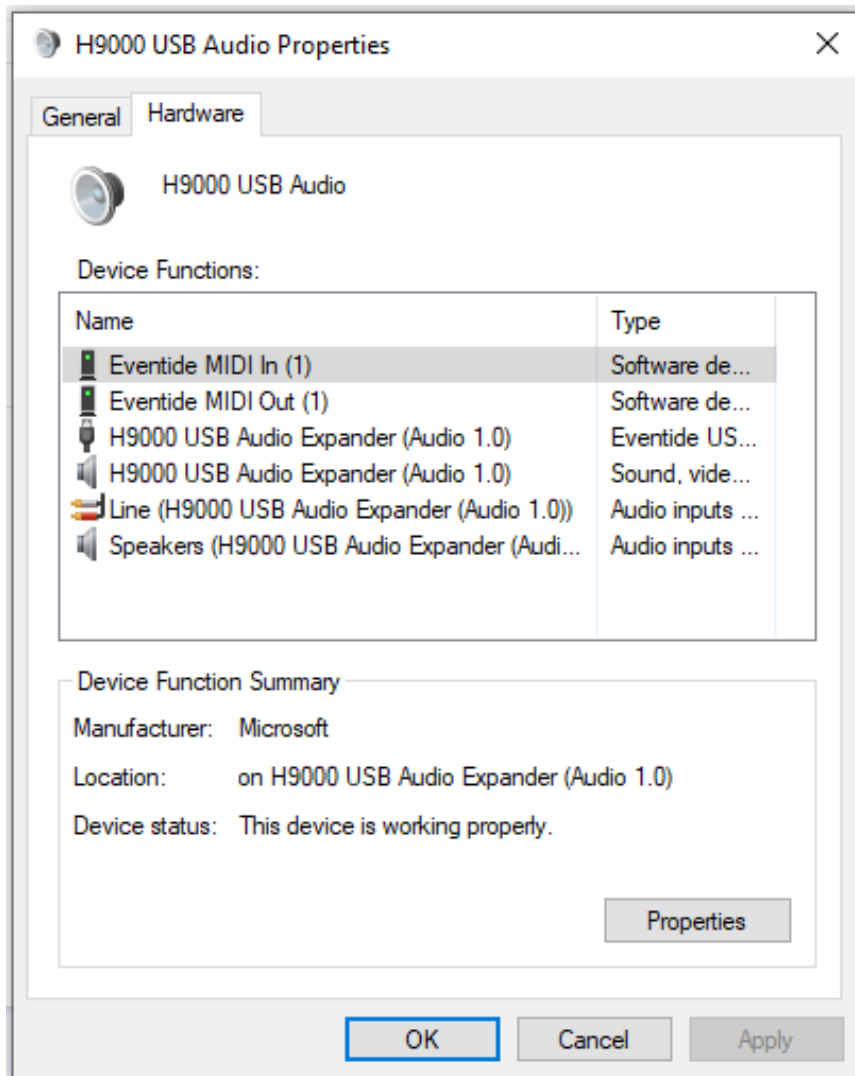 H9000 USB Audio Properties
General Hardware
H9000 USB Audio
Device Functions:
Name Type
Eventide MIDI In (1) Software de...
Eventide MIDI Out (1) Software de...
H9000 USB Audio Expander (Audio 1.0) Eventide US...
H9000 USB Audio Expander (Audio 1.0) Sound, vide...
Line (H9000 USB Audio Expander (Audio 1.0)) Audio inputs ...
Speakers (H9000 USB Audio Expander (Audi... Audio inputs ...
Device Function Summary
Manufacturer: Microsoft
Location: on H9000 USB Audio Expander (Audio 1.0)
Device status: This device is working properly.
Properties
OK Cancel Apply